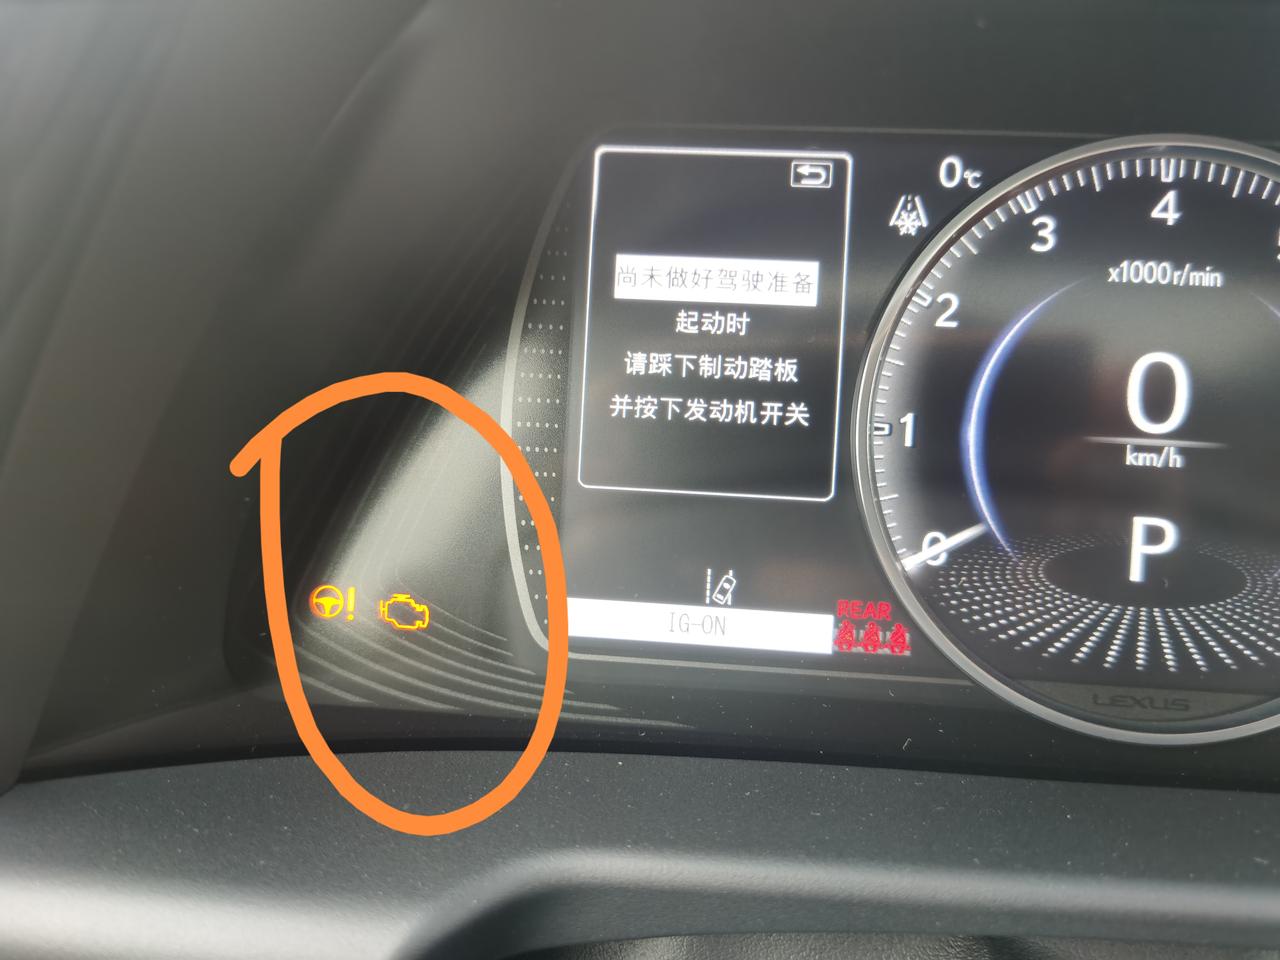 尚未做好驾驶准备
起动时
请踩下制动踏板
并按下发动机开关
IG-ON
REAR
0℃
0
1
2
3
4
x1000r/min
0
km/h
P
LEXUS
!